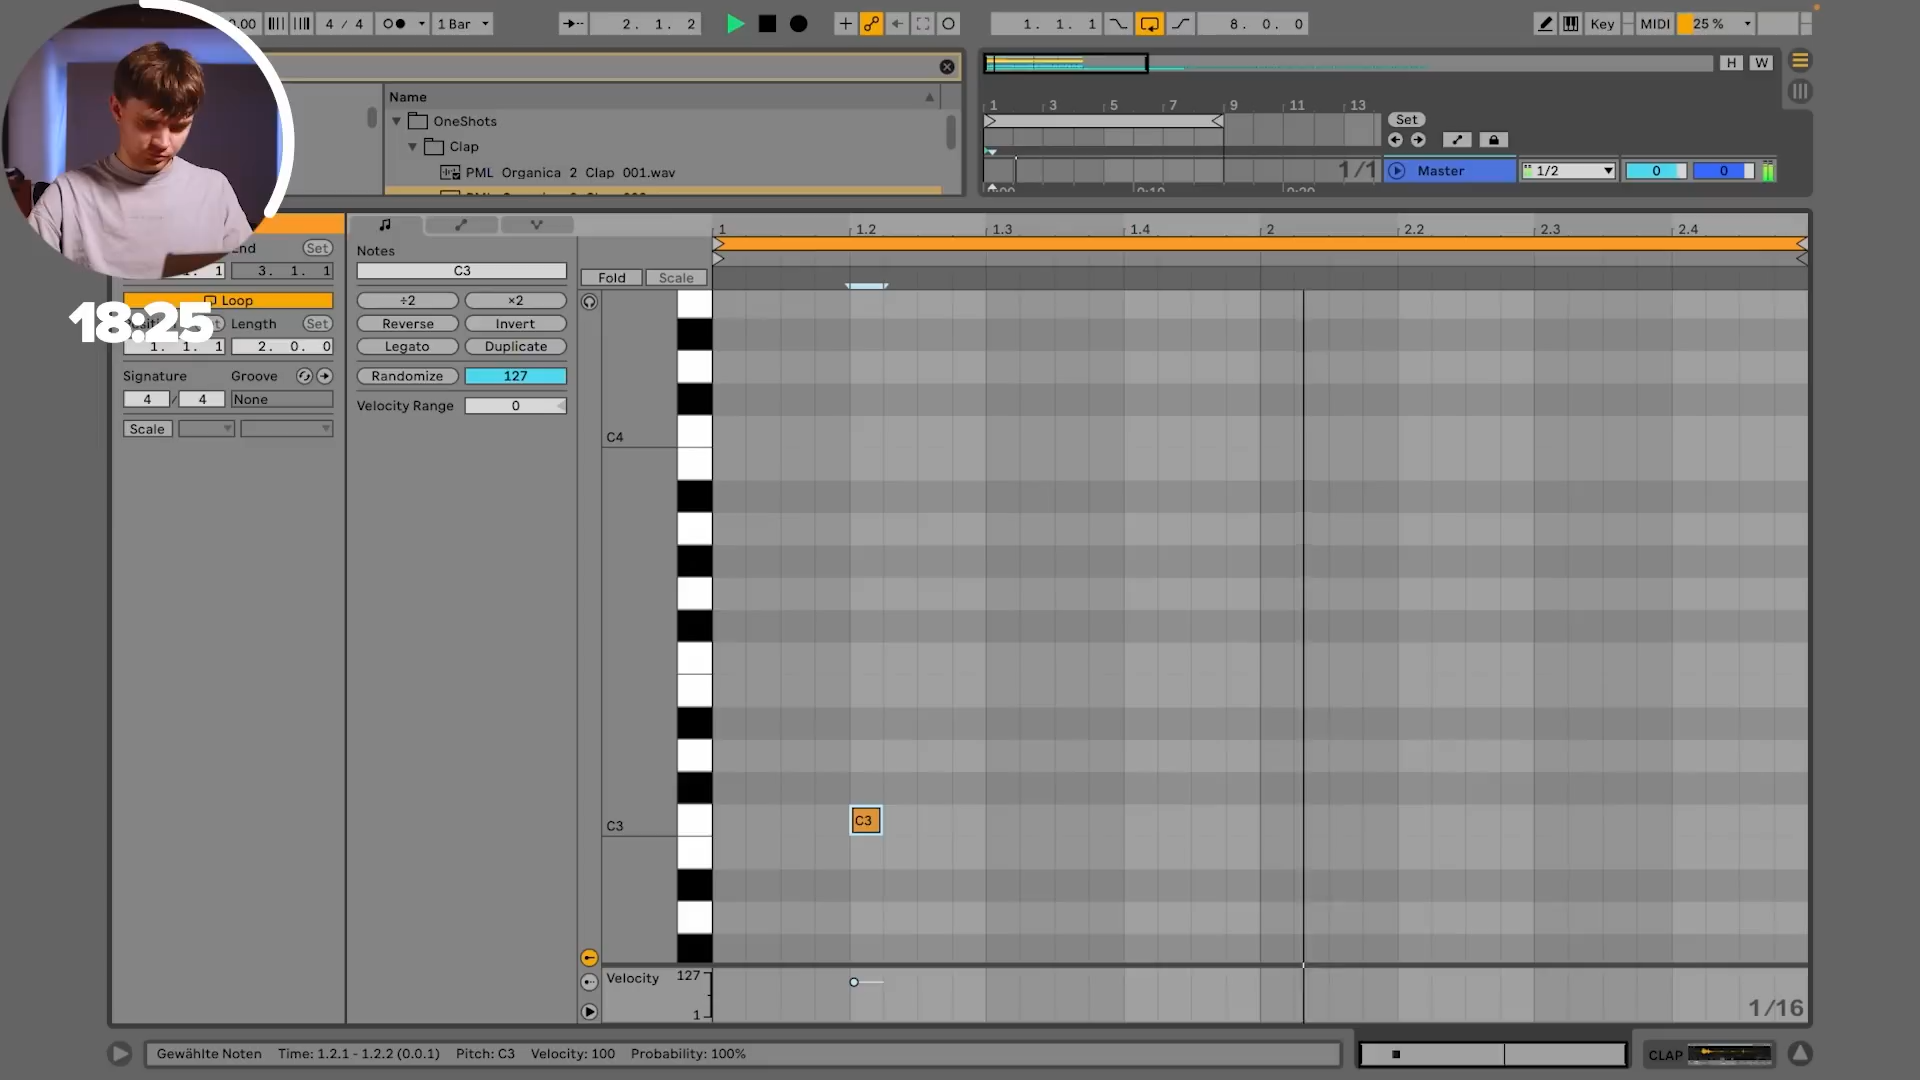 .00 4 / 4 1 Bar 2. 1. 2 1. 1. 1 8. 0. 0 Key MIDI 25 %
Name
OneShots
Clap
PML Organica 2 Clap 001.wav
H W
1 3 5 7 9 11 13
Set
1/1 Master 1/2 0 0
End Set
1. 1 3. 1. 1
Loop
18:25
Length Set
1. 1. 1 2. 0. 0
Signature Groove
4 / 4 None
Scale
Notes
C3
÷2 ×2
Reverse Invert
Legato Duplicate
Randomize 127
Velocity Range 0
1 1.2 1.3 1.4 2 2.2 2.3 2.4
Fold Scale
C4
C3 C3
Velocity 127
1
1/16
Gewählte Noten Time: 1.2.1 - 1.2.2 (0.0.1) Pitch: C3 Velocity: 100 Probability: 100%
CLAP